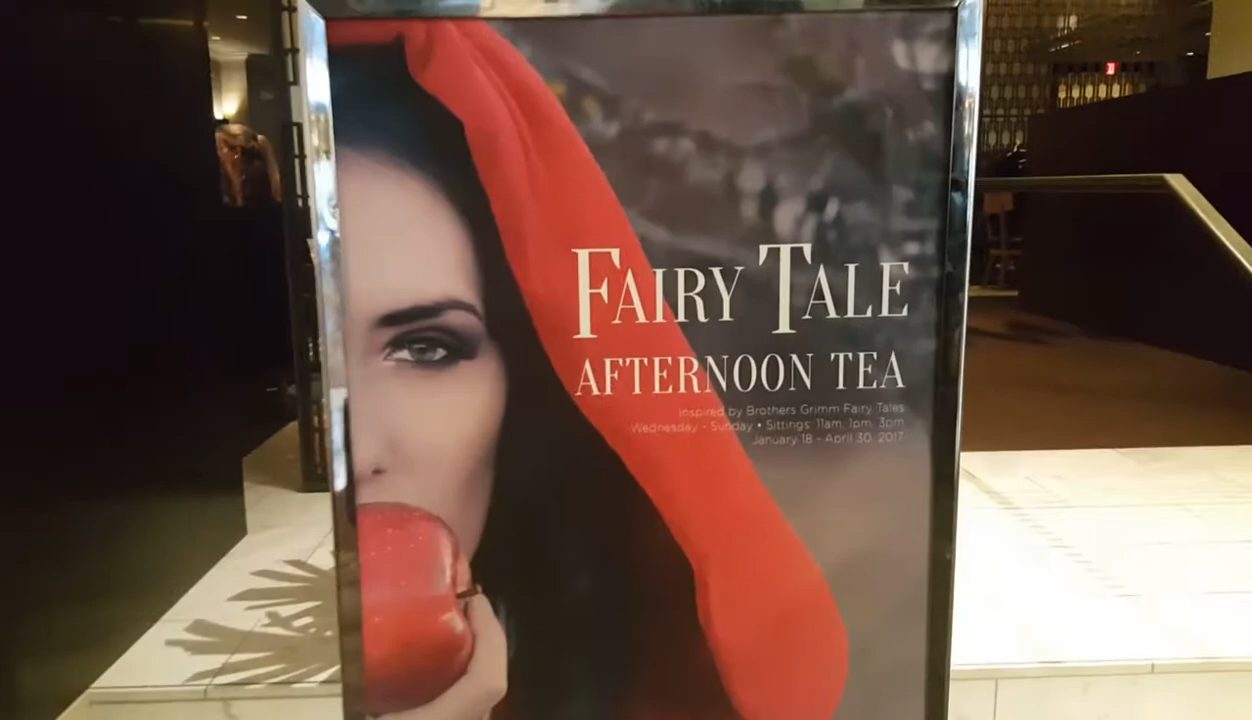 FAIRY TALE
AFTERNOON TEA
Inspired by Brothers Grimm Fairy Tales
Wednesday - Sunday • Sittings 11am, 1pm, 3pm
January 18 - April 30, 2017